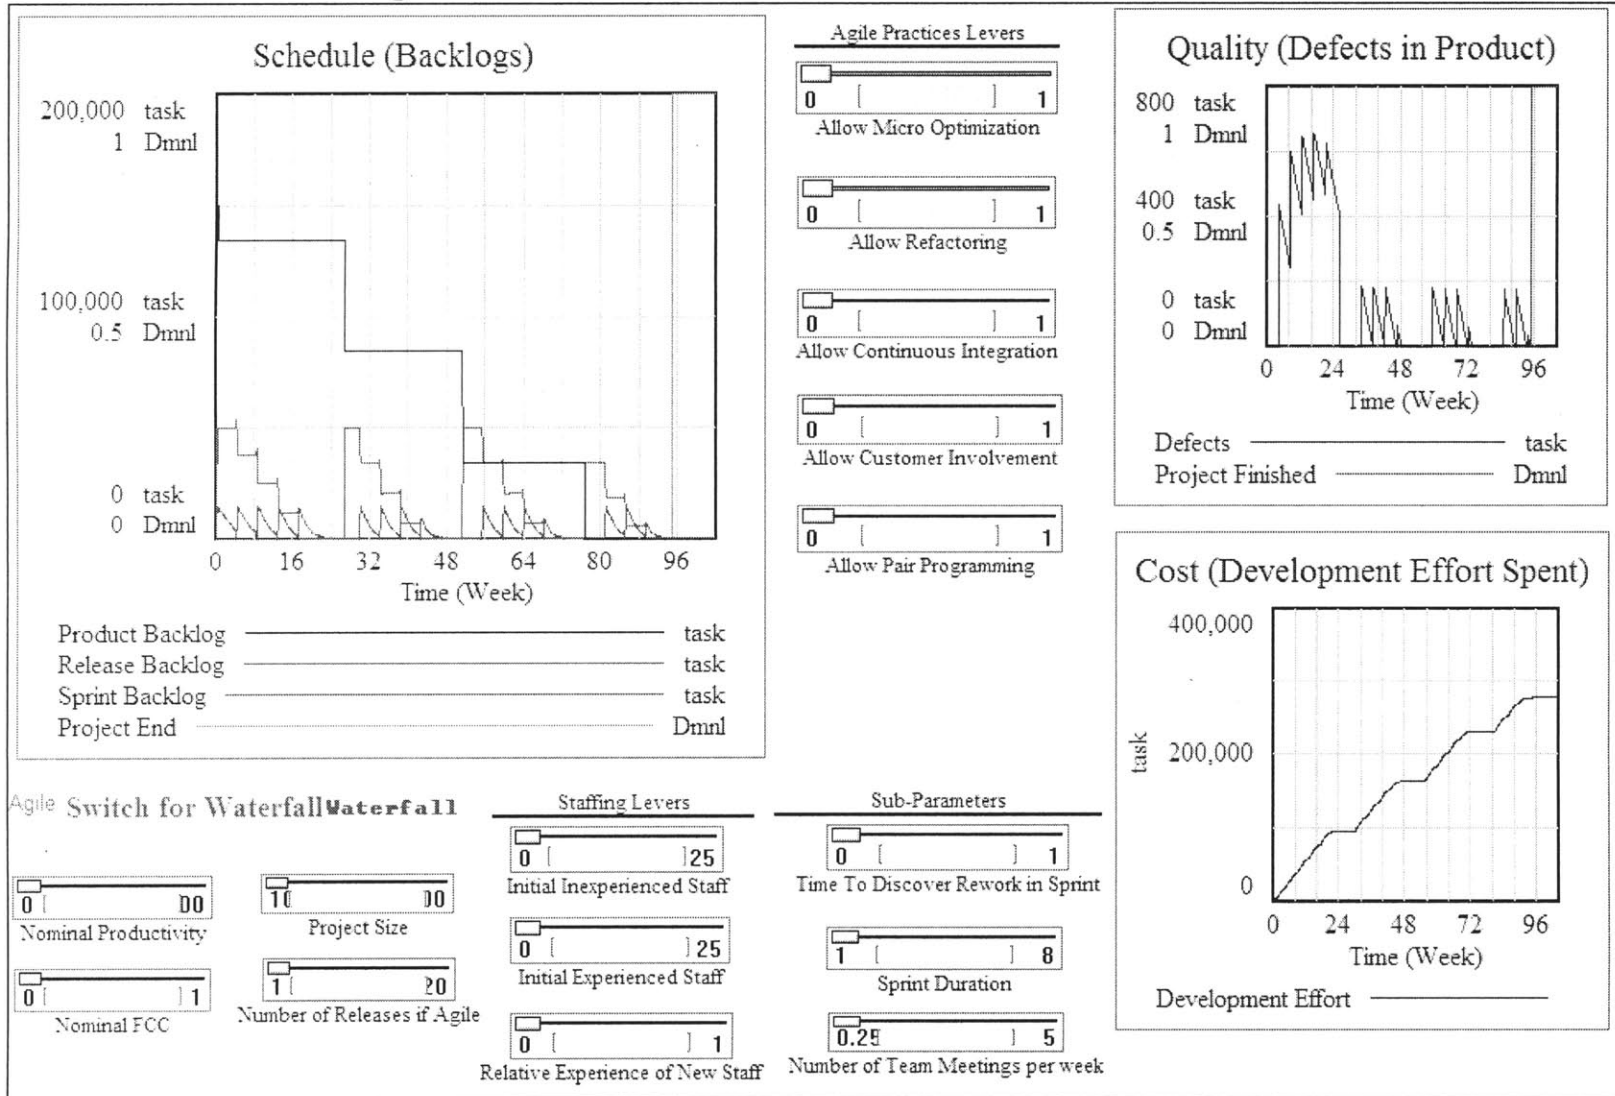 Schedule (Backlogs)
200,000 task
1 Dmnl
100,000 task
0.5 Dmnl
0 task
0 Dmnl
0 16 32 48 64 80 96
Time (Week)
Product Backlog task
Release Backlog task
Sprint Backlog task
Project End Dmnl
Agile Practices Levers
0 [ ] 1
Allow Micro Optimization
0 [ ] 1
Allow Refactoring
0 [ ] 1
Allow Continuous Integration
0 [ ] 1
Allow Customer Involvement
0 [ ] 1
Allow Pair Programming
Quality (Defects in Product)
800 task
1 Dmnl
400 task
0.5 Dmnl
0 task
0 Dmnl
0 24 48 72 96
Time (Week)
Defects task
Project Finished Dmnl
Cost (Development Effort Spent)
400,000
200,000
0
task
0 24 48 72 96
Time (Week)
Development Effort
Agile Switch for Waterfall Waterfall
0 [ 00
Nominal Productivity
0 [ ] 1
Nominal FCC
Project Size
1 [ 20
Number of Releases if Agile
Staffing Levers
0 [ ] 25
Initial Inexperienced Staff
0 [ ] 25
Initial Experienced Staff
0 [ ] 1
Relative Experience of New Staff
Sub-Parameters
0 [ ] 1
Time To Discover Rework in Sprint
1 [ ] 8
Sprint Duration
0.25 ] 5
Number of Team Meetings per week